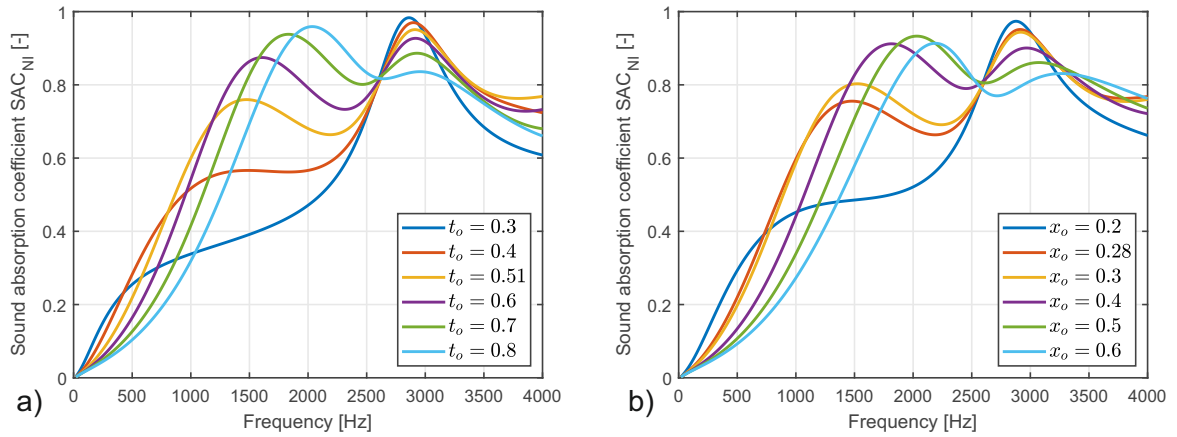 Sound absorption coefficient SAC_NI [-]
1
0.8
0.6
0.4
0.2
0
0 500 1000 1500 2000 2500 3000 3500 4000
Frequency [Hz]
t_o = 0.3
t_o = 0.4
t_o = 0.51
t_o = 0.6
t_o = 0.7
t_o = 0.8
a)
Sound absorption coefficient SAC_NI [-]
1
0.8
0.6
0.4
0.2
0
0 500 1000 1500 2000 2500 3000 3500 4000
Frequency [Hz]
x_o = 0.2
x_o = 0.28
x_o = 0.3
x_o = 0.4
x_o = 0.5
x_o = 0.6
b)